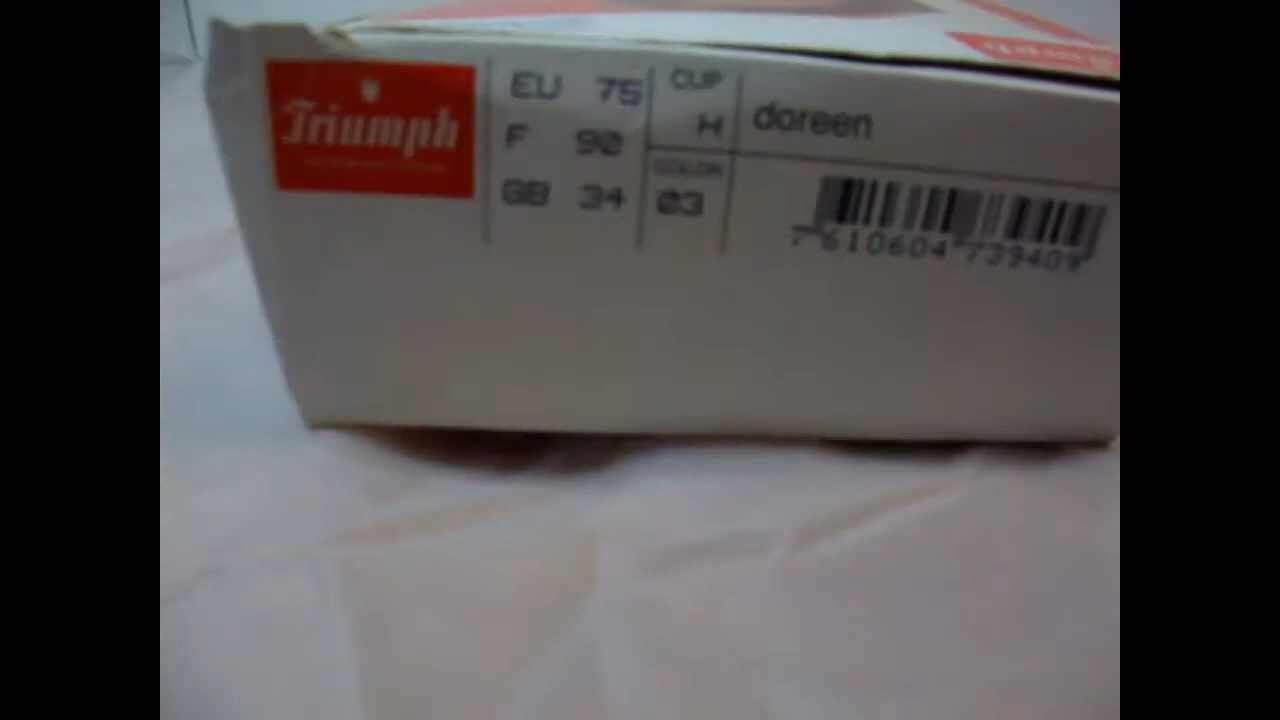 Triumph
EU 75
F 90
GB 34
CUP
H
COLOR
03
doreen
7 610604 739409